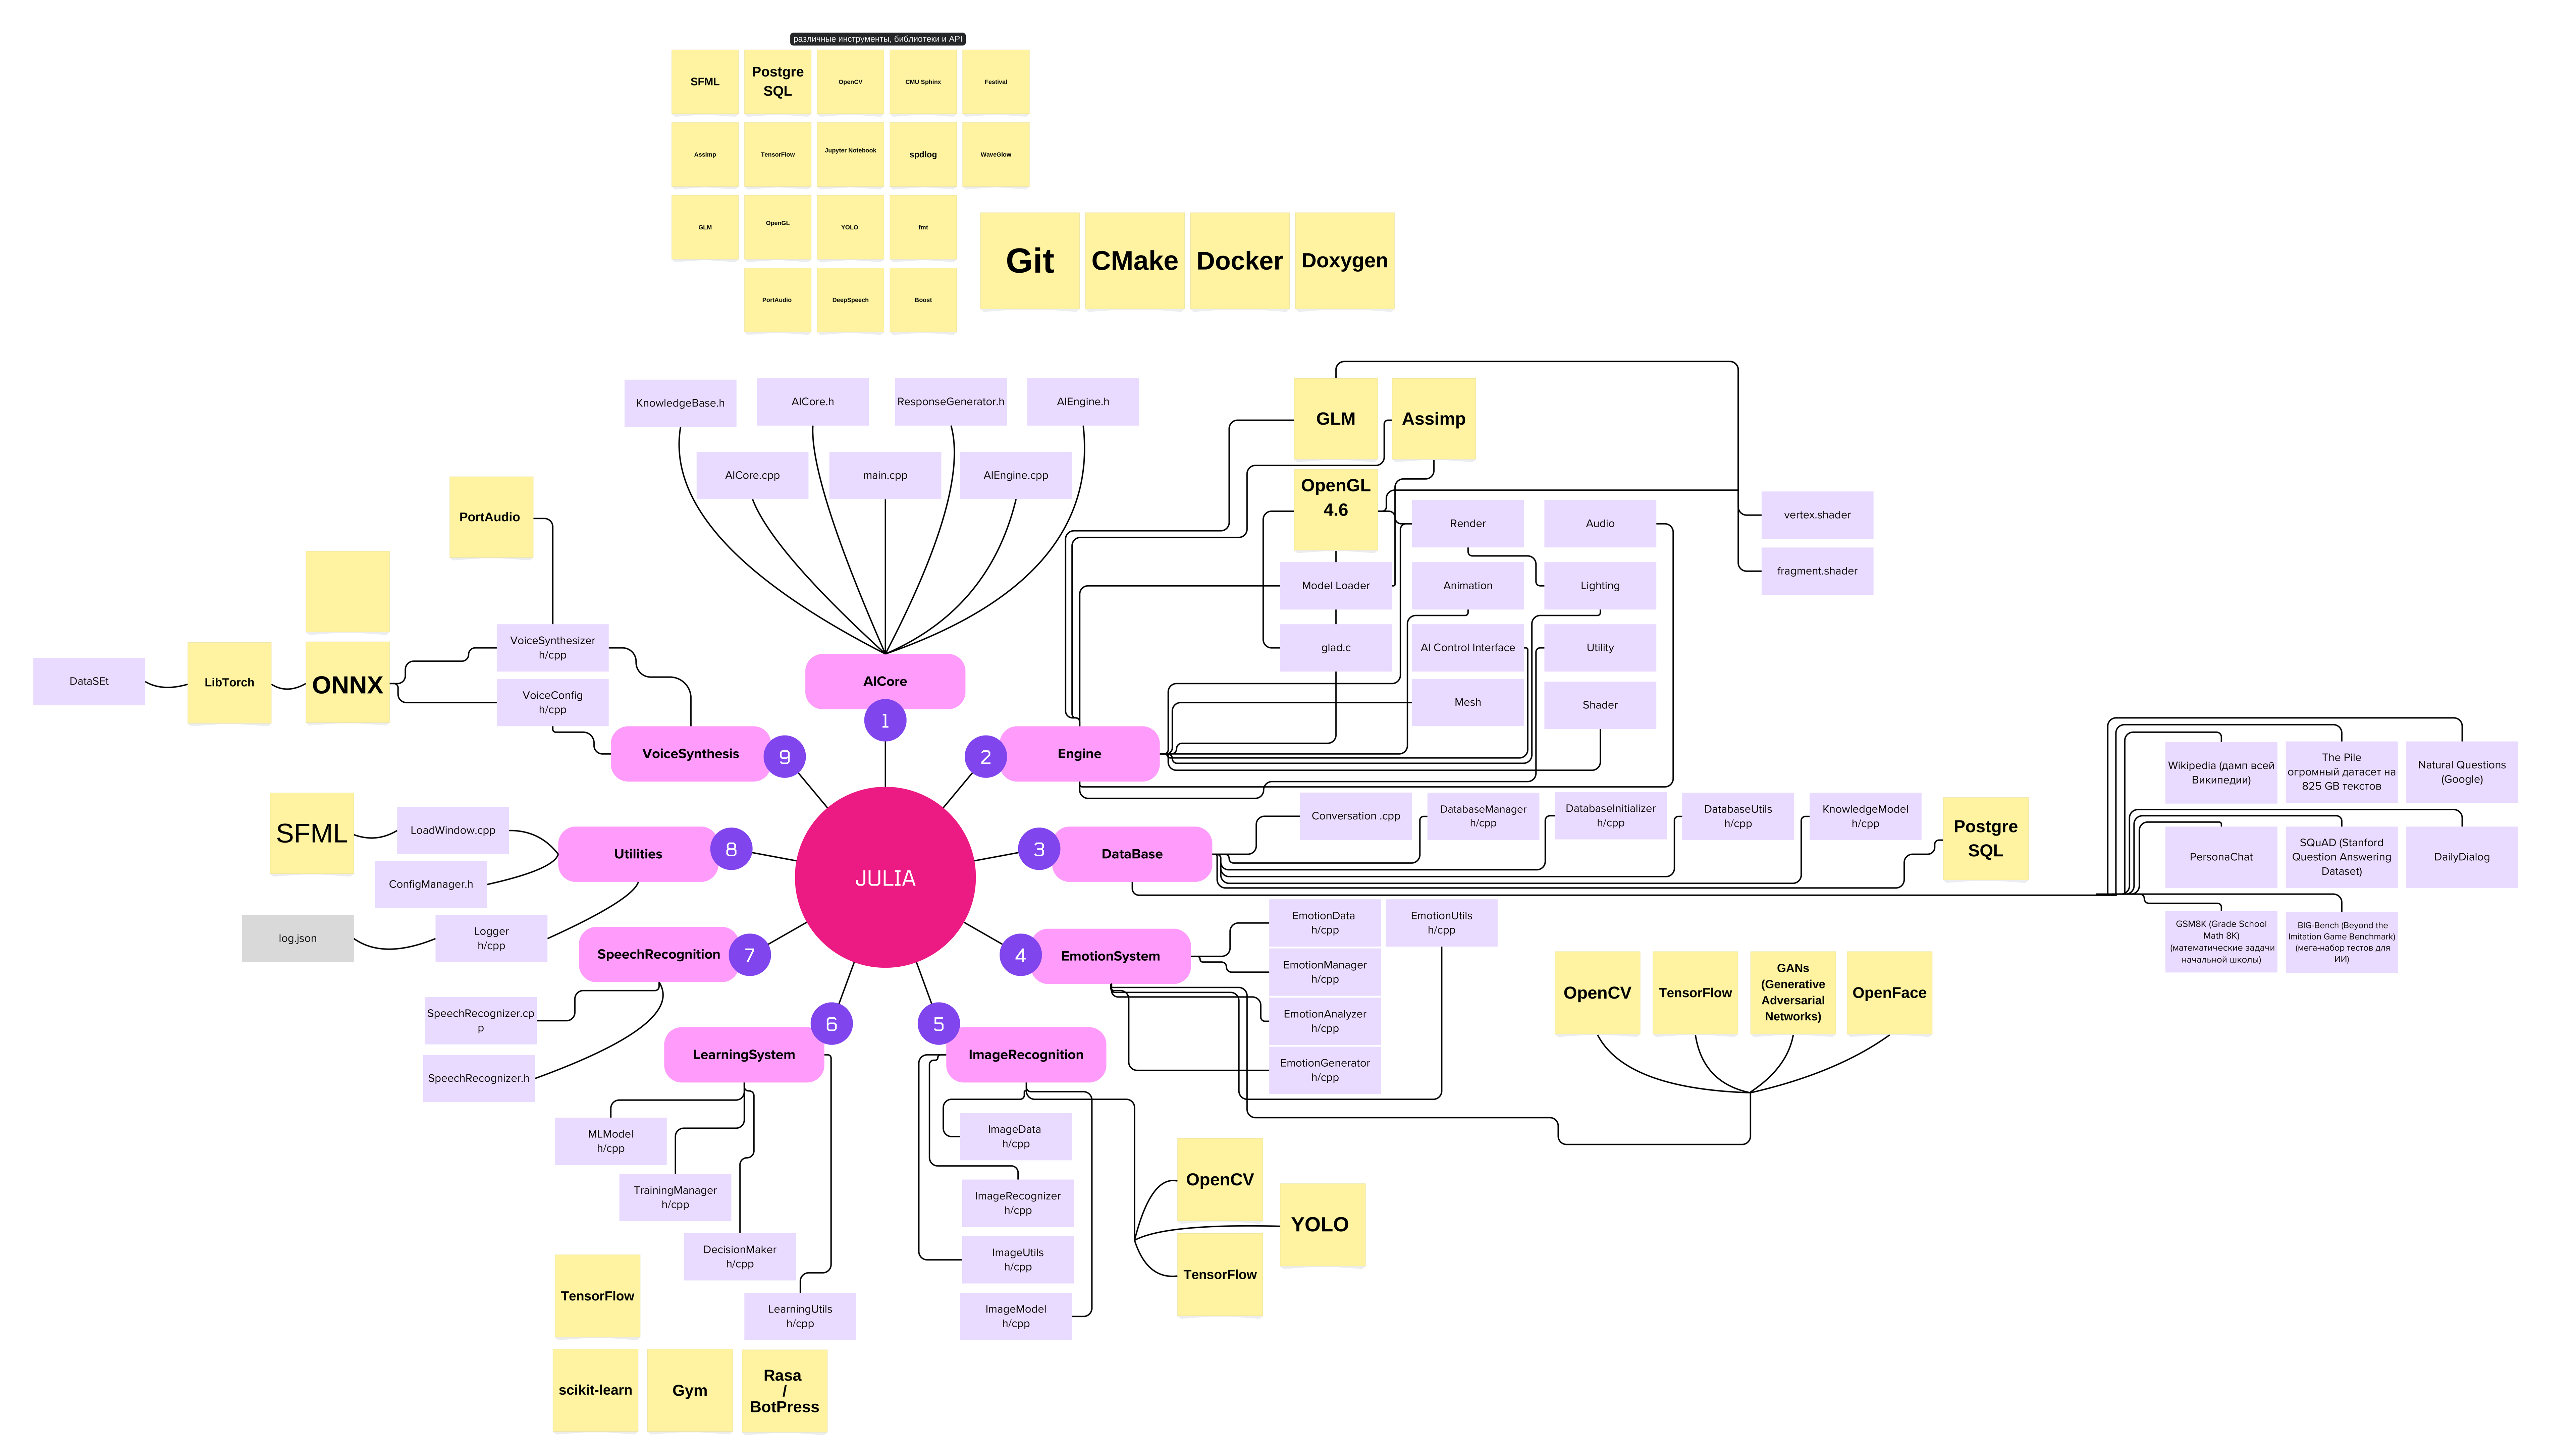 различные инструменты, библиотеки и API
SFML
Postgre
SQL
OpenCV
CMU Sphinx
Festival
Assimp
TensorFlow
Jupyter Notebook
spdlog
WaveGlow
GLM
OpenGL
YOLO
fmt
PortAudio
DeepSpeech
Boost
Git
CMake
Docker
Doxygen
KnowledgeBase.h
AICore.h
ResponseGenerator.h
AIEngine.h
AICore.cpp
main.cpp
AIEngine.cpp
AICore
1
GLM
Assimp
OpenGL
4.6
Render
Audio
Model Loader
Animation
Lighting
glad.c
AI Control Interface
Utility
Mesh
Shader
vertex.shader
fragment.shader
2
Engine
PortAudio
VoiceSynthesizer
h/cpp
VoiceConfig
h/cpp
DataSEt
LibTorch
ONNX
VoiceSynthesis
9
JULIA
3
DataBase
Conversation .cpp
DatabaseManager
h/cpp
DatabaseInitializer
h/cpp
DatabaseUtils
h/cpp
KnowledgeModel
h/cpp
Postgre
SQL
Wikipedia (дамп всей
Википедии)
The Pile
огромный датасет на
825 GB текстов
Natural Questions
(Google)
PersonaChat
SQuAD (Stanford
Question Answering
Dataset)
DailyDialog
GSM8K (Grade School
Math 8K)
(математические задачи
начальной школы)
BIG-Bench (Beyond the
Imitation Game Benchmark)
(мега-набор тестов для
ИИ)
SFML
LoadWindow.cpp
ConfigManager.h
log.json
Logger
h/cpp
Utilities
8
4
EmotionSystem
EmotionData
h/cpp
EmotionUtils
h/cpp
EmotionManager
h/cpp
EmotionAnalyzer
h/cpp
EmotionGenerator
h/cpp
OpenCV
TensorFlow
GANs
(Generative
Adversarial
Networks)
OpenFace
SpeechRecognition
7
SpeechRecognizer.cp
p
SpeechRecognizer.h
6
LearningSystem
MLModel
h/cpp
TrainingManager
h/cpp
DecisionMaker
h/cpp
LearningUtils
h/cpp
TensorFlow
scikit-learn
Gym
Rasa
/
BotPress
5
ImageRecognition
ImageData
h/cpp
ImageRecognizer
h/cpp
ImageUtils
h/cpp
ImageModel
h/cpp
OpenCV
YOLO
TensorFlow